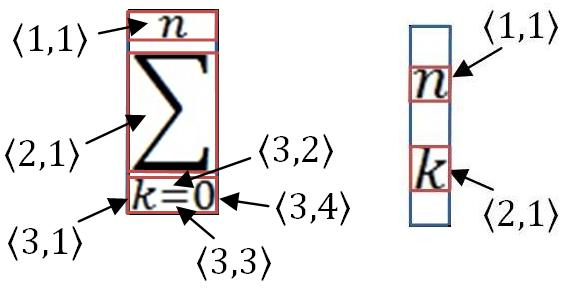 ⟨1,1⟩ n
∑
⟨2,1⟩
⟨3,2⟩
k=0
⟨3,1⟩
⟨3,4⟩
⟨3,3⟩
⟨1,1⟩
n
k
⟨2,1⟩